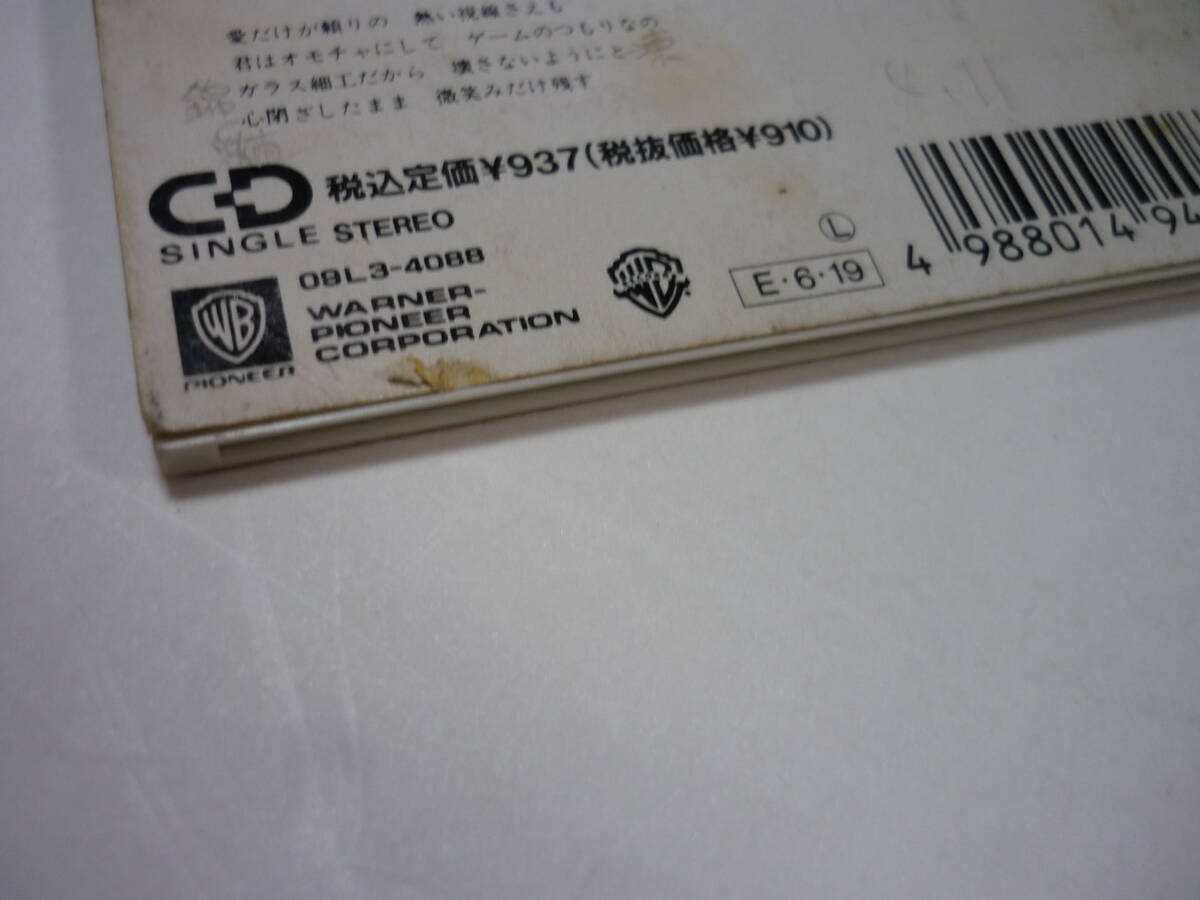 愛だけが頼りの 熱い視線さえも
君はオモチャにして ゲームのつもりなの
ガラス細工だから 壊さないようにと
心閉ざしたまま 微笑みだけ残す
CD 税込定価¥937(税抜価格¥910)
SINGLE STEREO
09L3-4088
WB
PIONEER
WARNER-
PIONEER
CORPORATION
L
E・6・19
4 988014 94